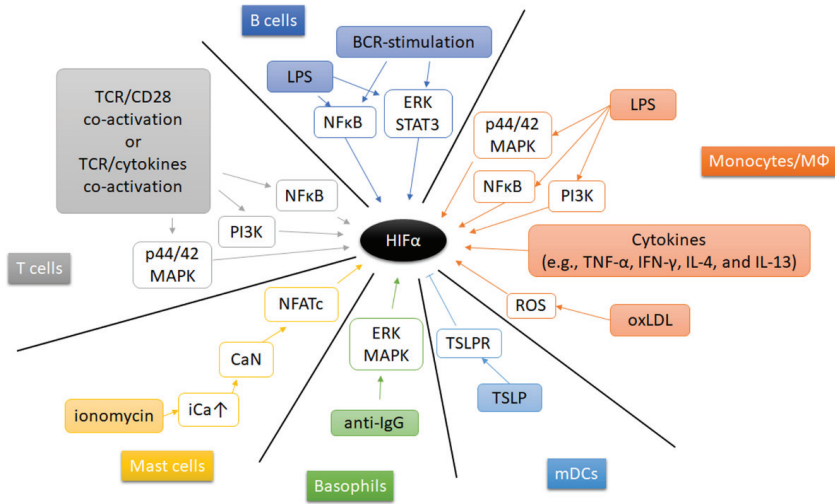 B cells
BCR-stimulation
LPS
NFκB
ERK
STAT3
TCR/CD28
co-activation
or
TCR/cytokines
co-activation
NFκB
PI3K
p44/42
MAPK
T cells
LPS
p44/42
MAPK
NFκB
PI3K
Monocytes/MΦ
HIFα
Cytokines
(e.g., TNF-α, IFN-γ, IL-4, and IL-13)
ROS
oxLDL
NFATc
CaN
iCa↑
ionomycin
Mast cells
ERK
MAPK
anti-IgG
Basophils
TSLPR
TSLP
mDCs